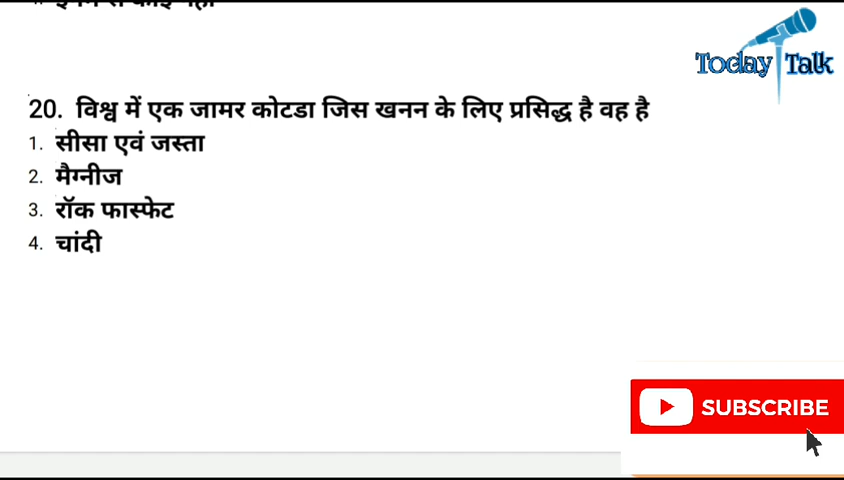 Today Talk
20. विश्व में एक जामर कोटडा जिस खनन के लिए प्रसिद्ध है वह है
1. सीसा एवं जस्ता
2. मैग्नीज
3. रॉक फास्फेट
4. चांदी
SUBSCRIBE